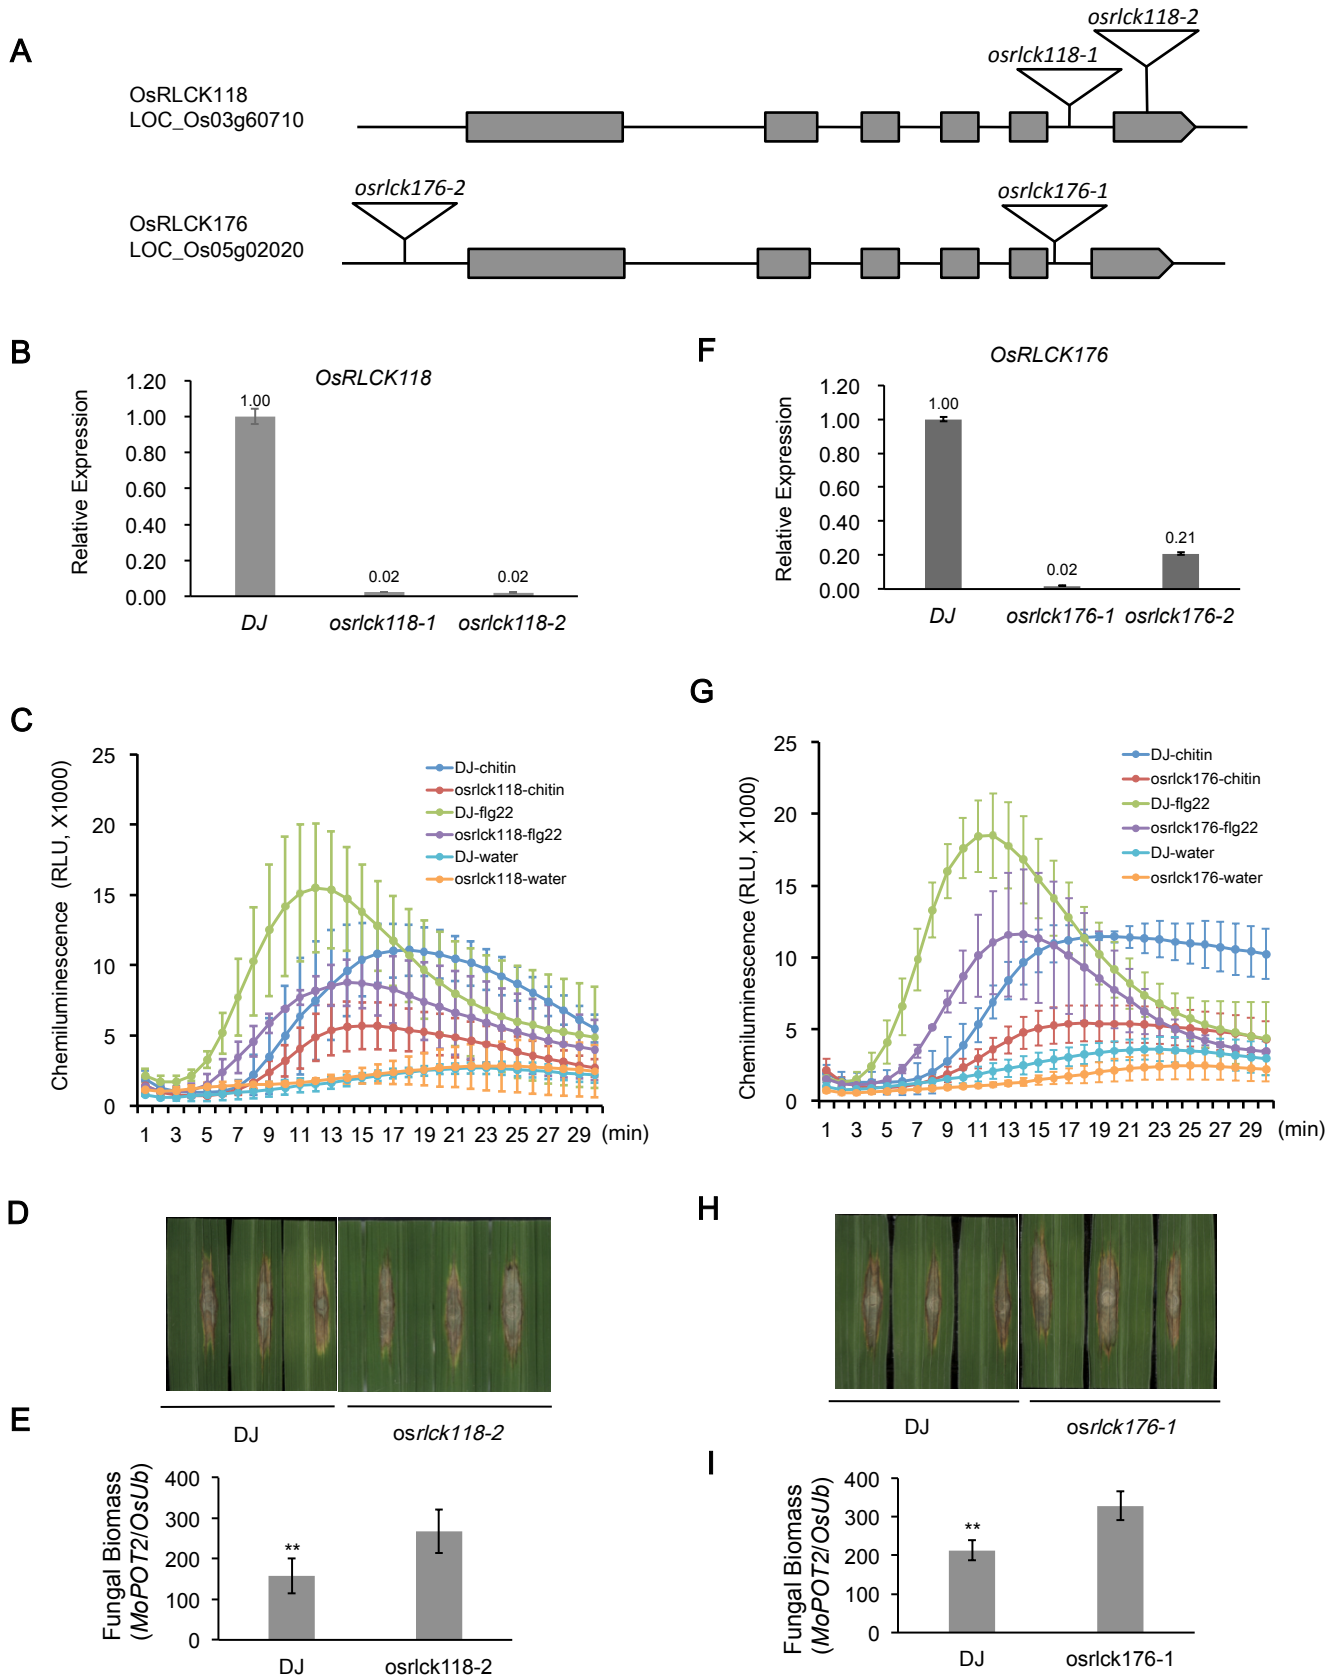 A
osrlck118-2
osrlck118-1
OsRLCK118
LOC_Os03g60710
osrlck176-2
osrlck176-1
OsRLCK176
LOC_Os05g02020
B
OsRLCK118
Relative Expression
1.20
1.00
0.80
0.60
0.40
0.20
0.00
1.00
0.02
0.02
DJ
osrlck118-1
osrlck118-2
F
OsRLCK176
Relative Expression
1.20
1.00
0.80
0.60
0.40
0.20
0.00
1.00
0.02
0.21
DJ
osrlck176-1
osrlck176-2
C
Chemiluminescence (RLU, X1000)
25
20
15
10
5
0
DJ-chitin
osrlck118-chitin
DJ-flg22
osrlck118-flg22
DJ-water
osrlck118-water
1 3 5 7 9 11 13 15 17 19 21 23 25 27 29 (min)
G
Chemiluminescence (RLU, X1000)
25
20
15
10
5
0
DJ-chitin
osrlck176-chitin
DJ-flg22
osrlck176-flg22
DJ-water
osrlck176-water
1 3 5 7 9 11 13 15 17 19 21 23 25 27 29 (min)
D
DJ
osrlck118-2
H
DJ
osrlck176-1
E
Fungal Biomass
(MoPOT2/OsUb)
400
300
200
100
0
**
DJ
osrlck118-2
I
Fungal Biomass
(MoPOT2/OsUb)
400
300
200
100
0
**
DJ
osrlck176-1